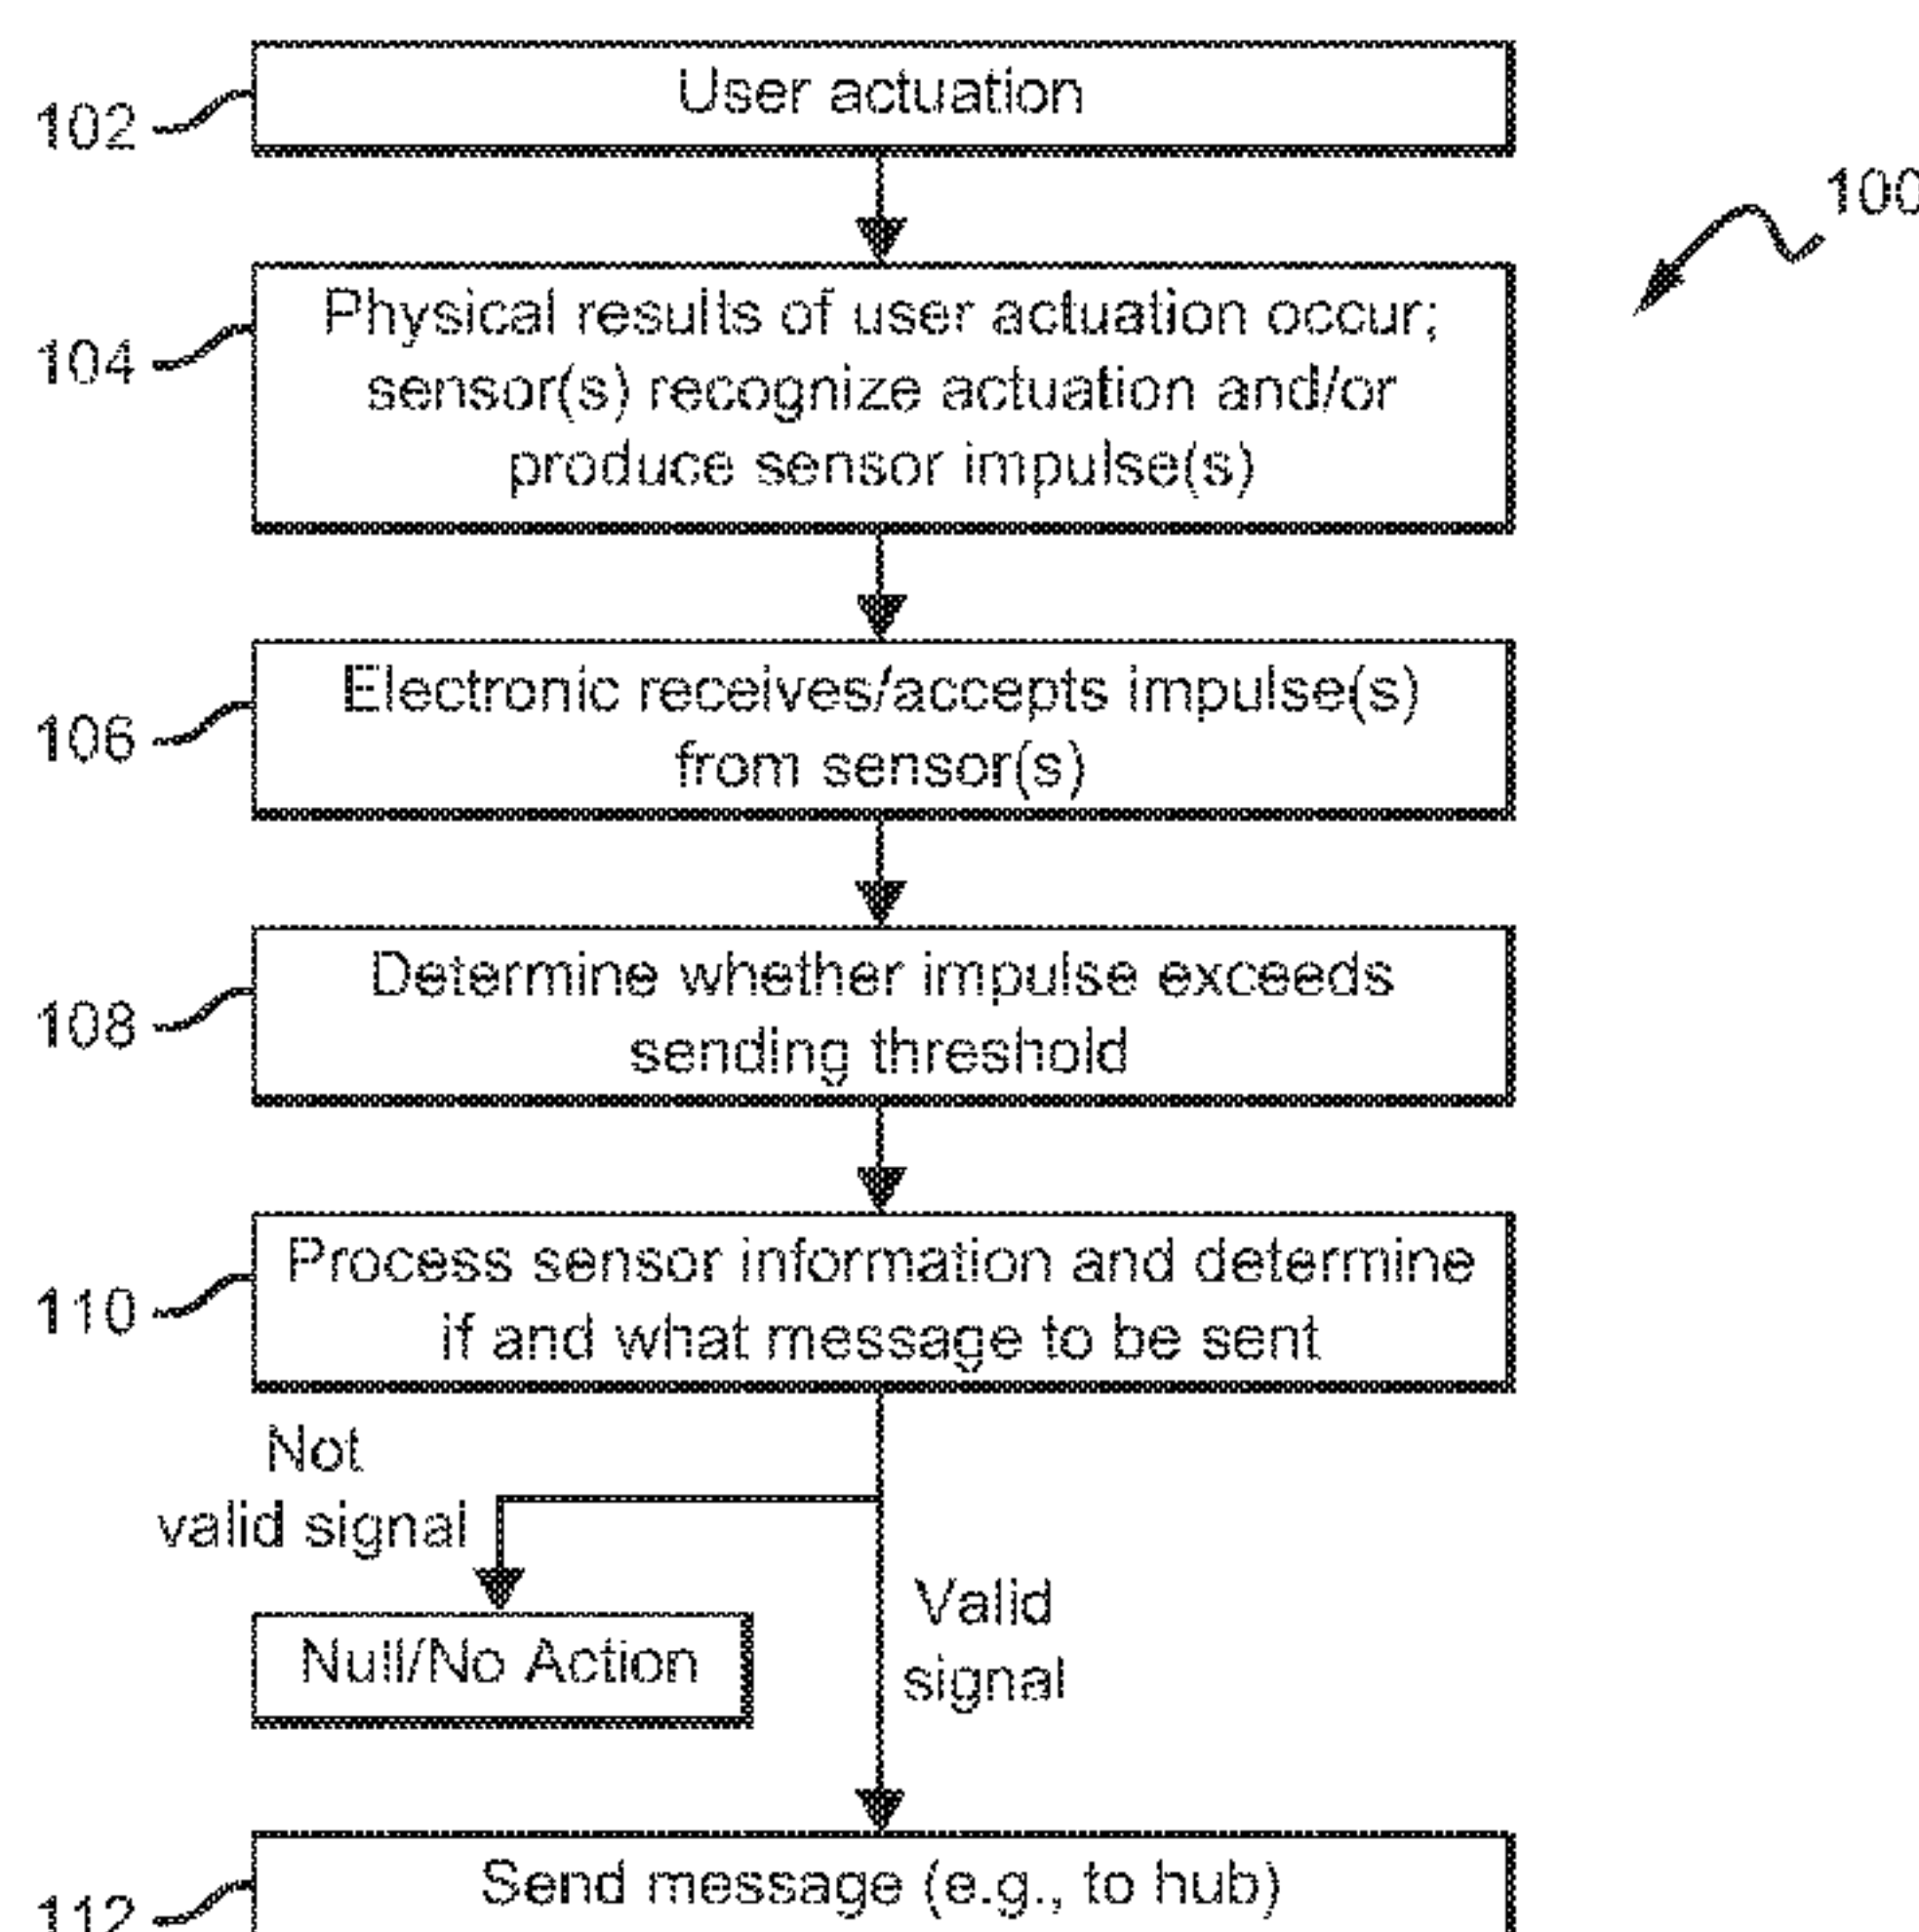 User actuation
102
100
Physical results of user actuation occur;
sensor(s) recognize actuation and/or
produce sensor impulse(s)
104
Electronic receives/accepts impulse(s)
from sensor(s)
106
Determine whether impulse exceeds
sending threshold
108
Process sensor information and determine
if and what message to be sent
110
Not
valid signal
Valid
signal
Null/No Action
Send message (e.g., to hub)
112